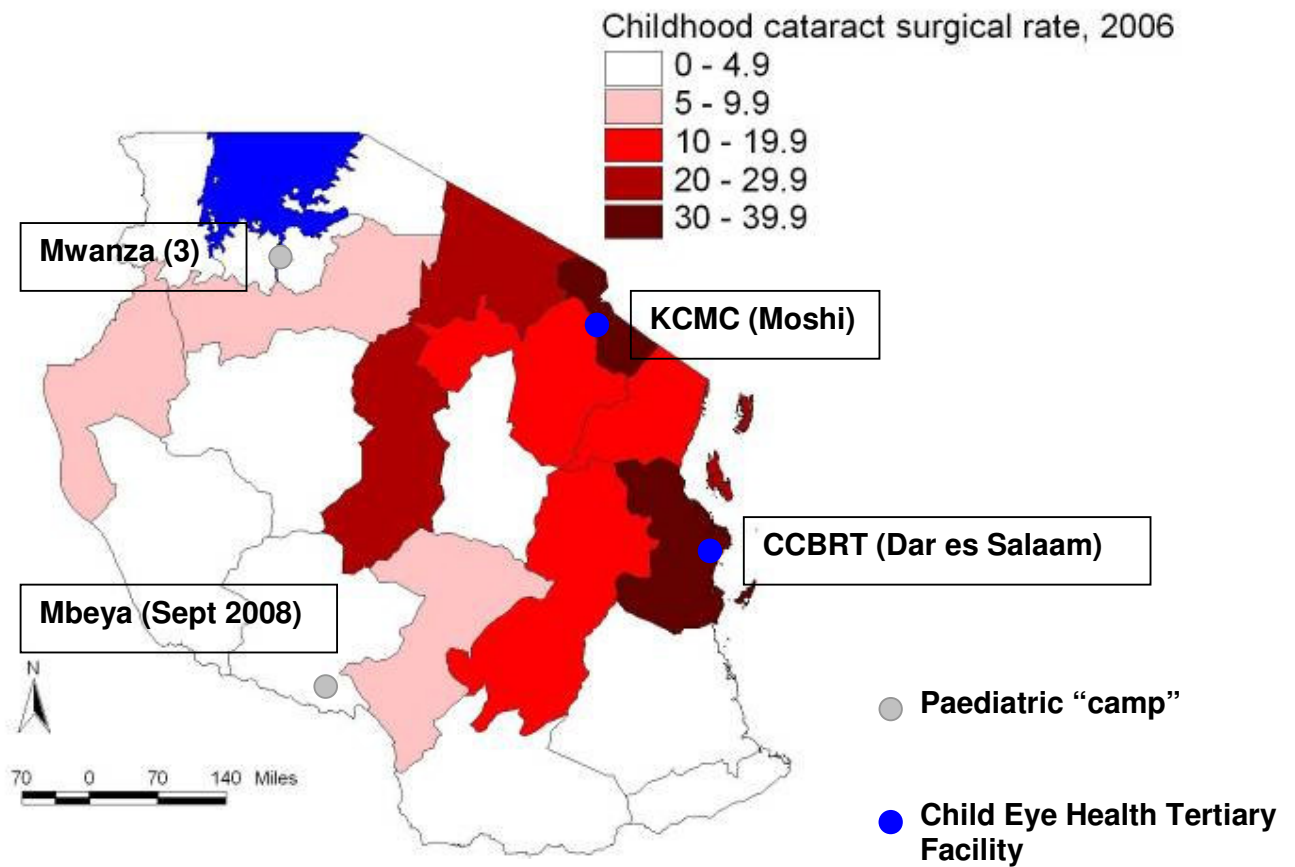 Childhood cataract surgical rate, 2006
0 - 4.9
5 - 9.9
10 - 19.9
20 - 29.9
30 - 39.9
Mwanza (3)
KCMC (Moshi)
CCBRT (Dar es Salaam)
Mbeya (Sept 2008)
N
70 0 70 140 Miles
Paediatric “camp”
Child Eye Health Tertiary
Facility